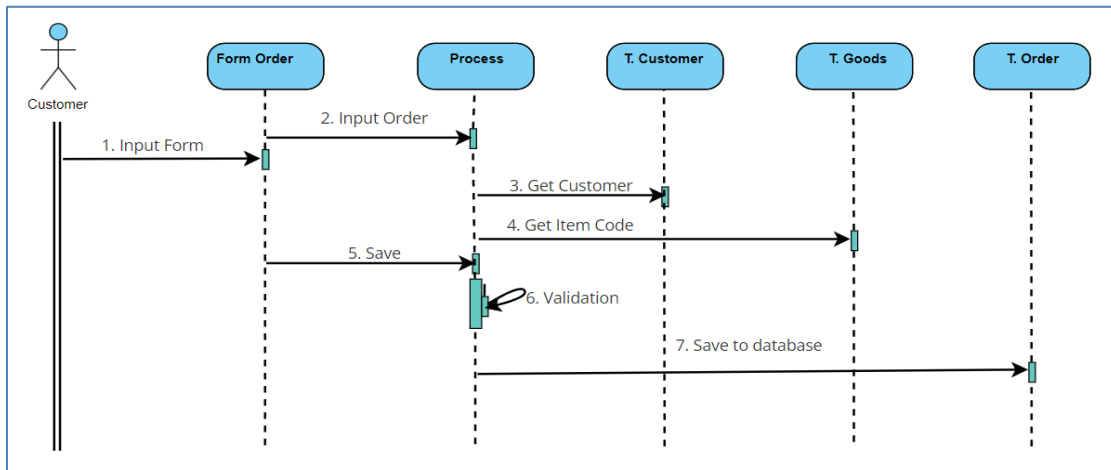 Form Order
Process
T. Customer
T. Goods
T. Order
Customer
2. Input Order
1. Input Form
3. Get Customer
4. Get Item Code
5. Save
6. Validation
7. Save to database